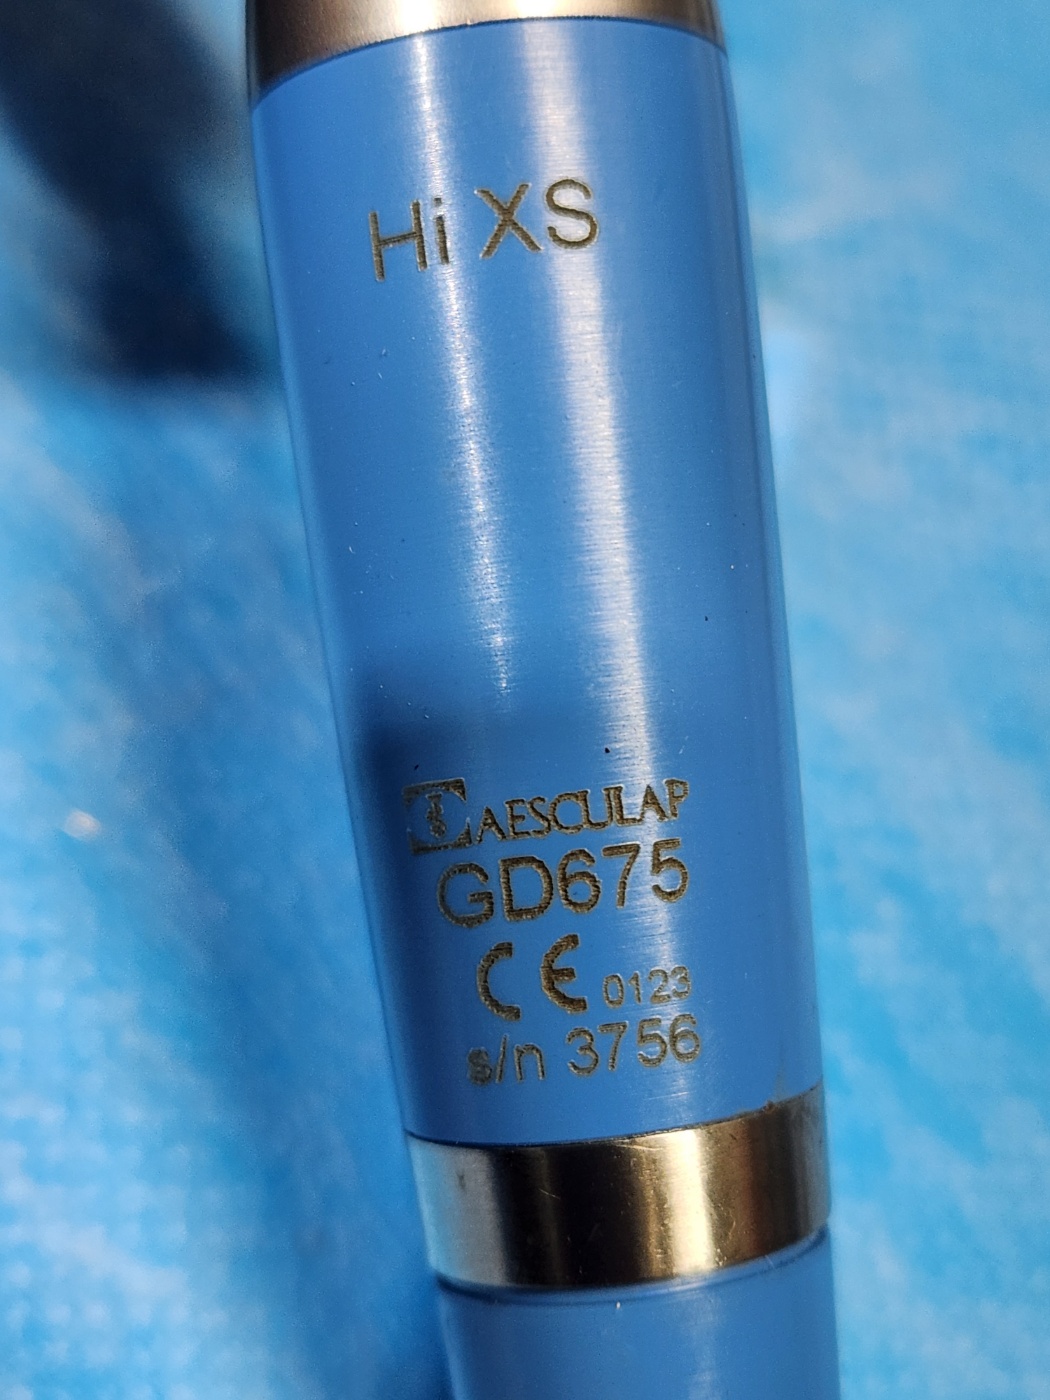 Hi XS
AESCULAP
GD675
CE 0123
s/n 3756